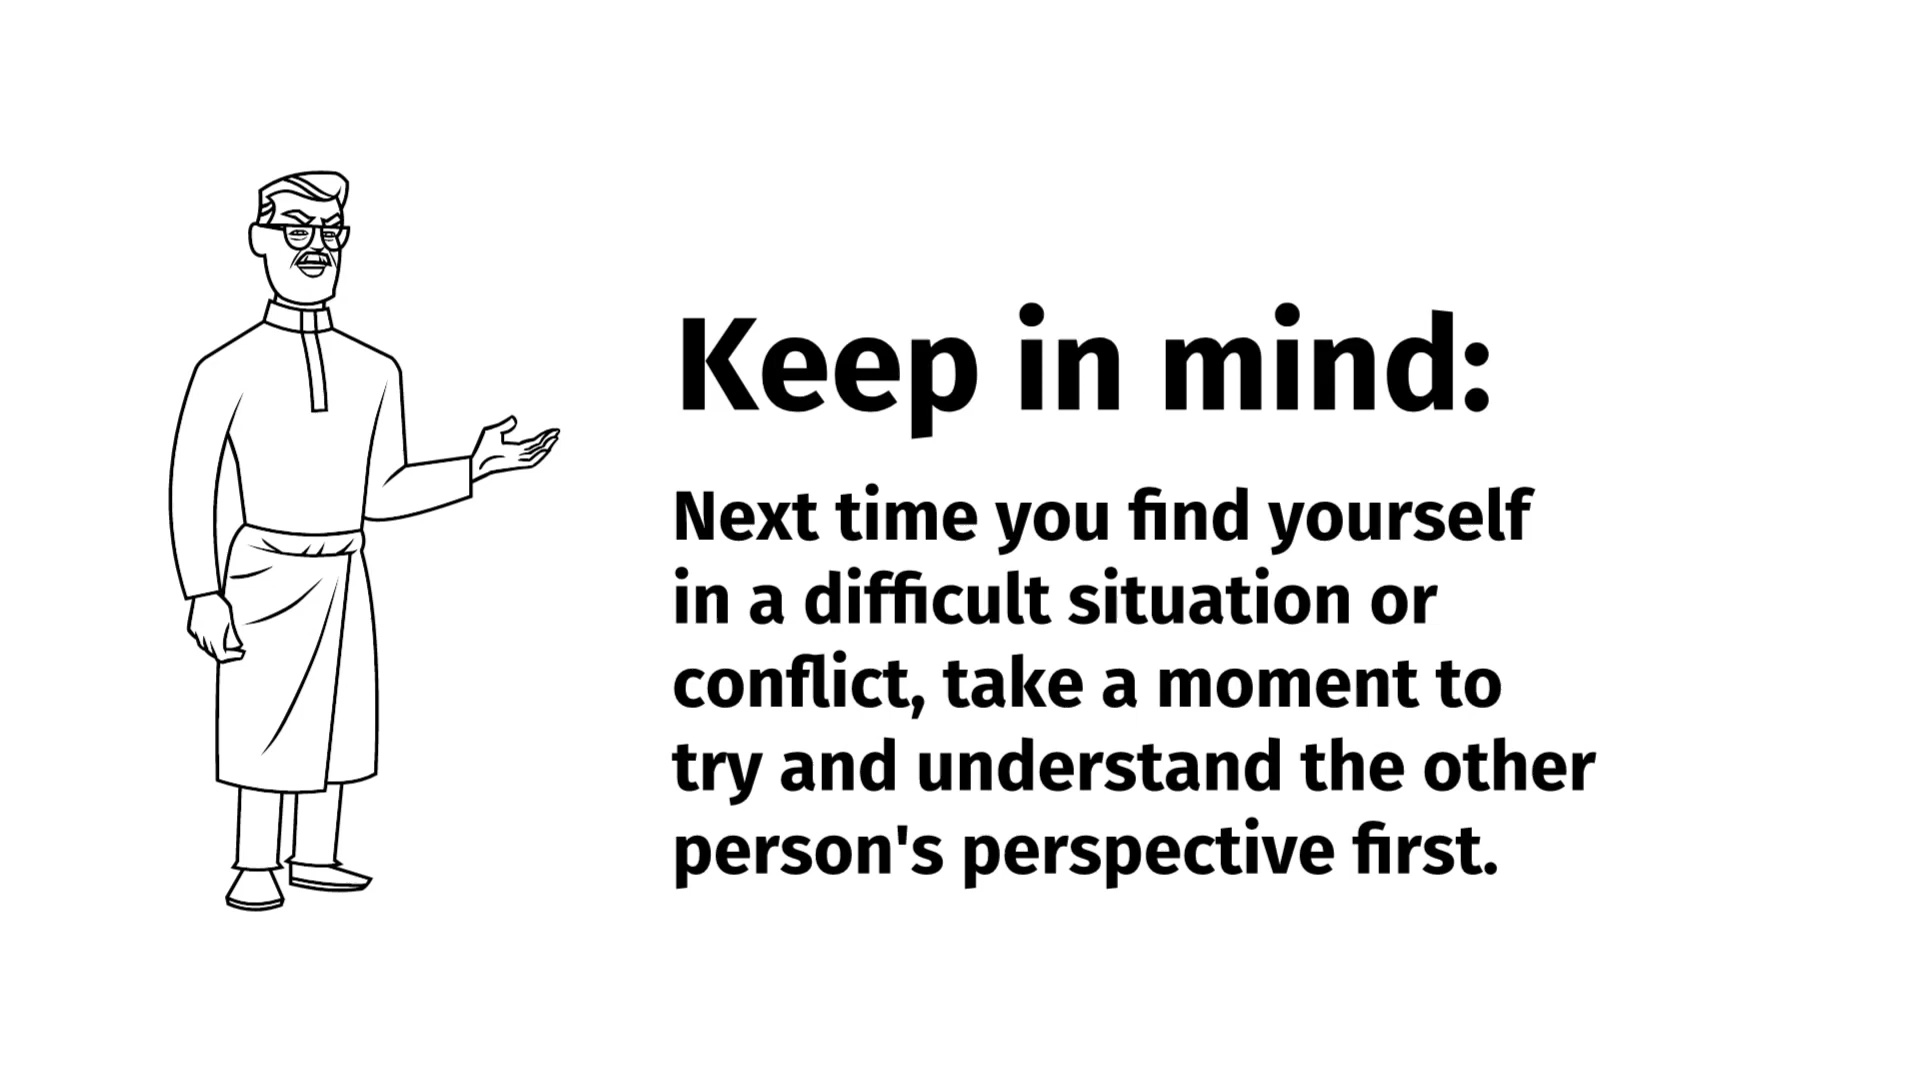 Keep in mind:
Next time you find yourself
in a difficult situation or
conflict, take a moment to
try and understand the other
person's perspective first.